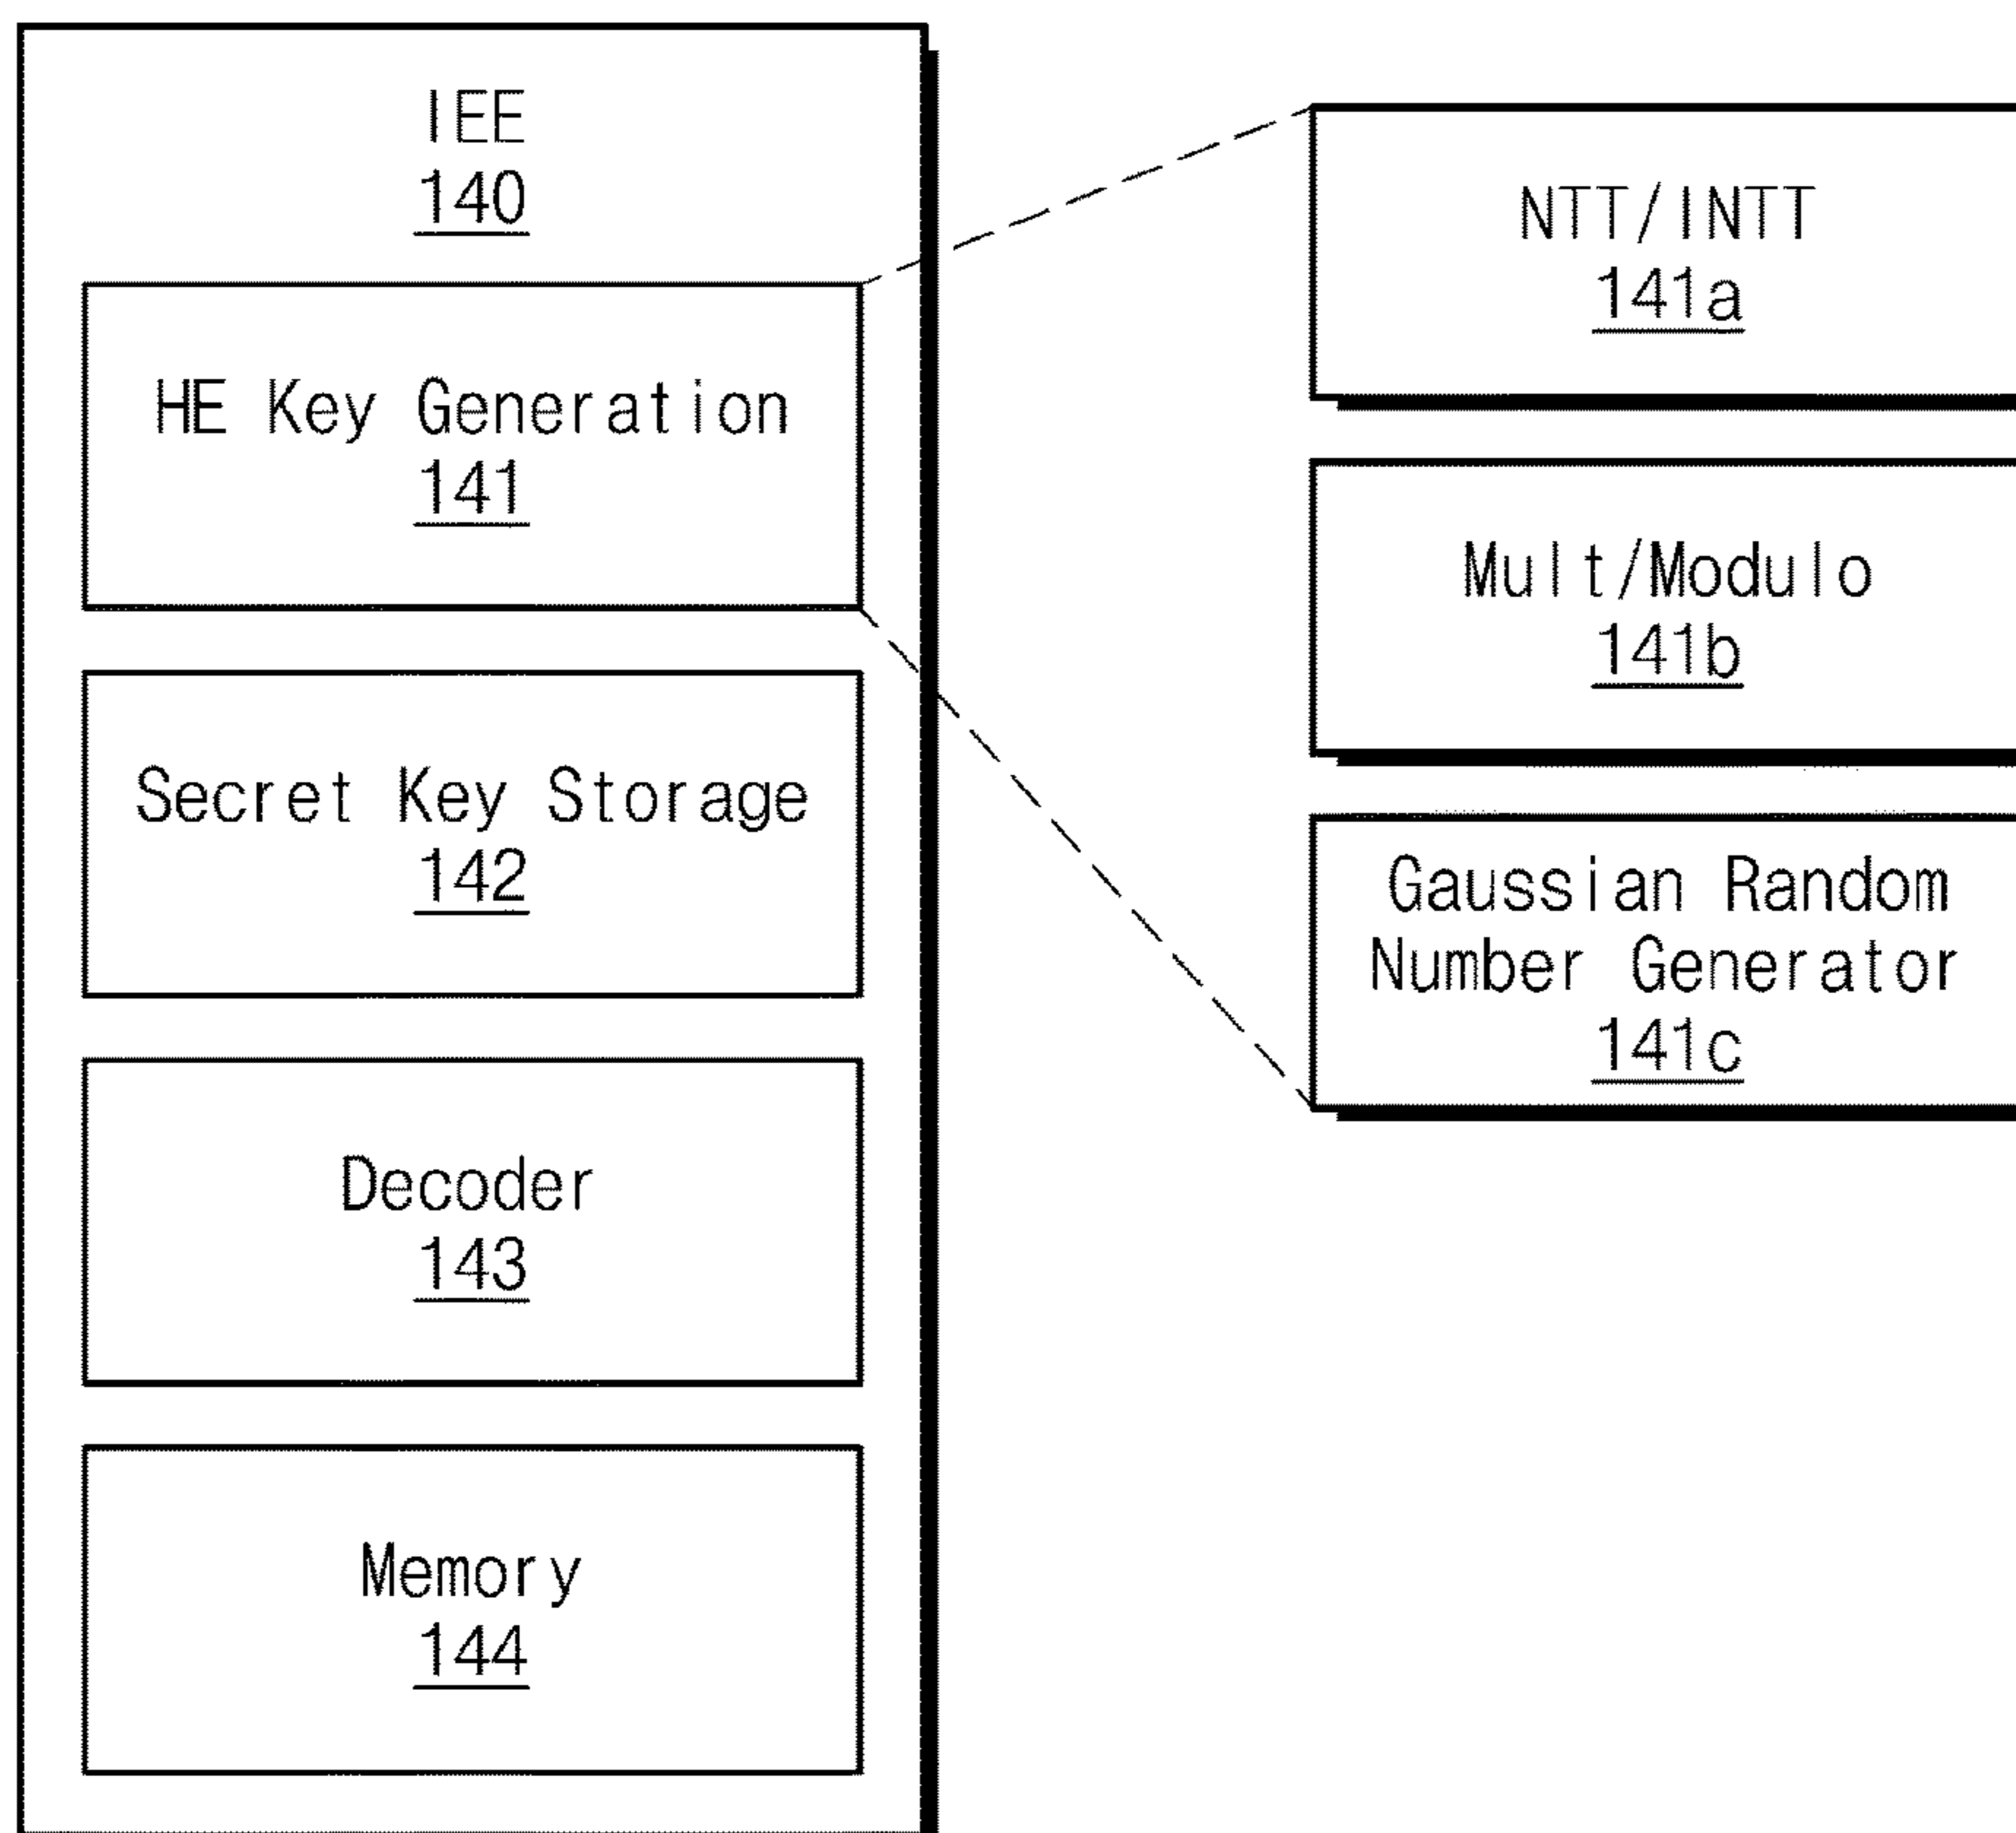 IEE
140
HE Key Generation
141
Secret Key Storage
142
Decoder
143
Memory
144
NTT/INTT
141a
Mult/Modulo
141b
Gaussian Random
Number Generator
141c